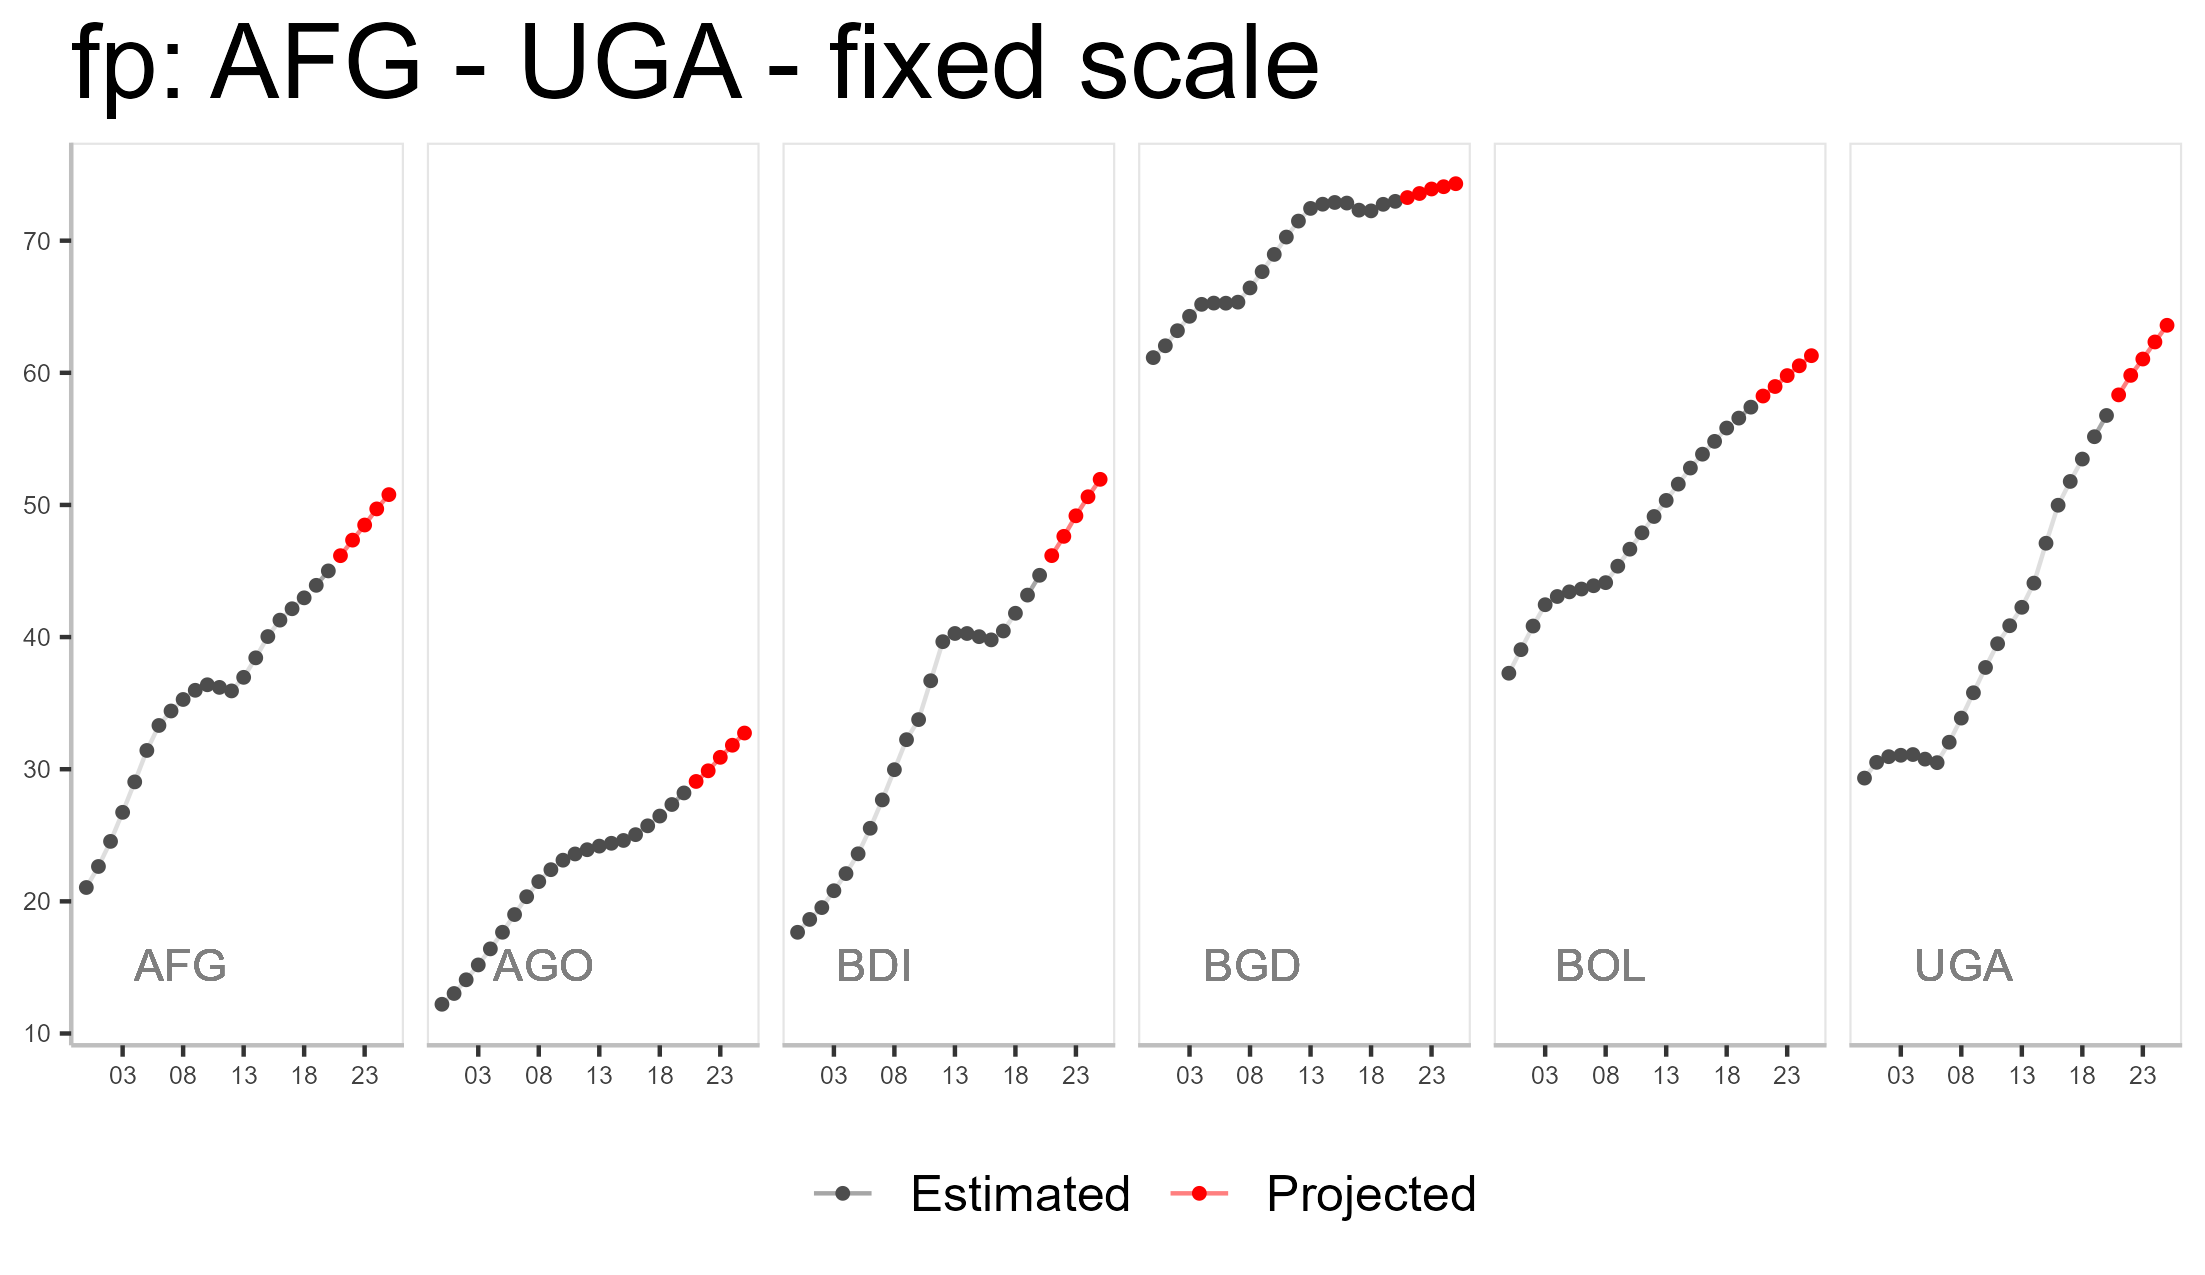 fp: AFG - UGA - fixed scale
70
60
50
40
30
20
10
AFG
AGO
BDI
BGD
BOL
UGA
03 08 13 18 23 03 08 13 18 23 03 08 13 18 23 03 08 13 18 23 03 08 13 18 23 03 08 13 18 23
Estimated Projected